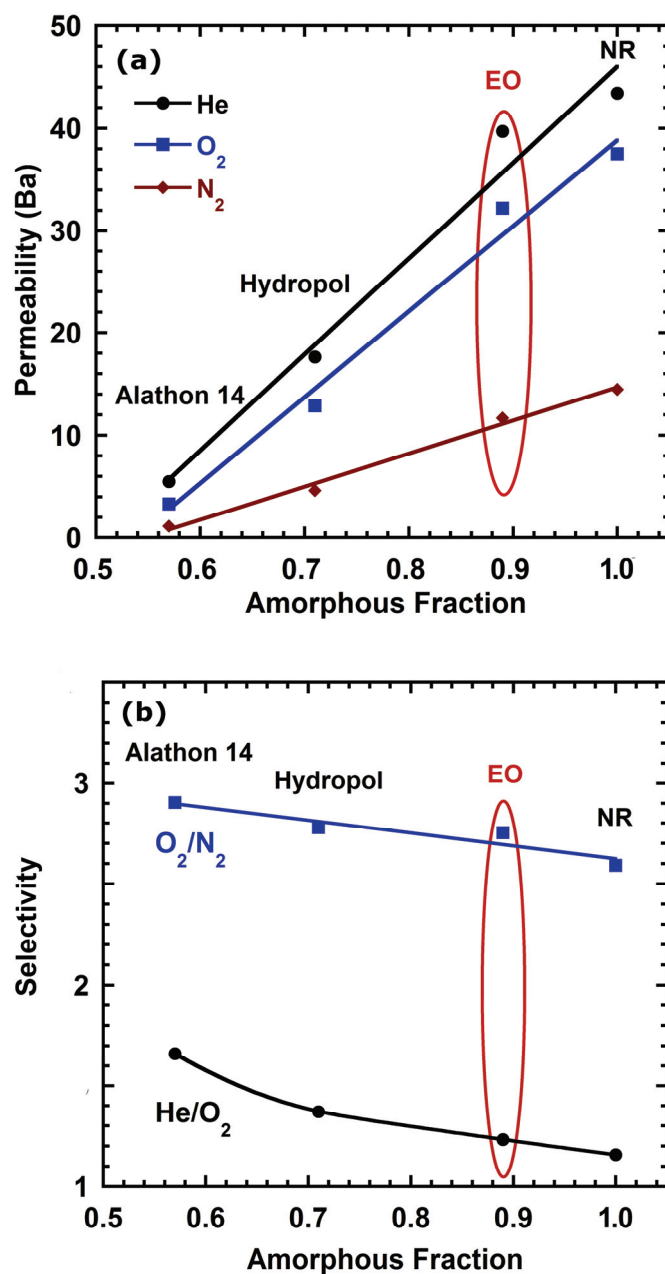 (a)
NR
EO
He
O2
N2
Hydropol
Alathon 14
Permeability (Ba)
50
40
30
20
10
0
0.5 0.6 0.7 0.8 0.9 1.0
Amorphous Fraction
(b)
Alathon 14
Hydropol
EO
NR
O2/N2
He/O2
Selectivity
3
2
1
0.5 0.6 0.7 0.8 0.9 1.0
Amorphous Fraction